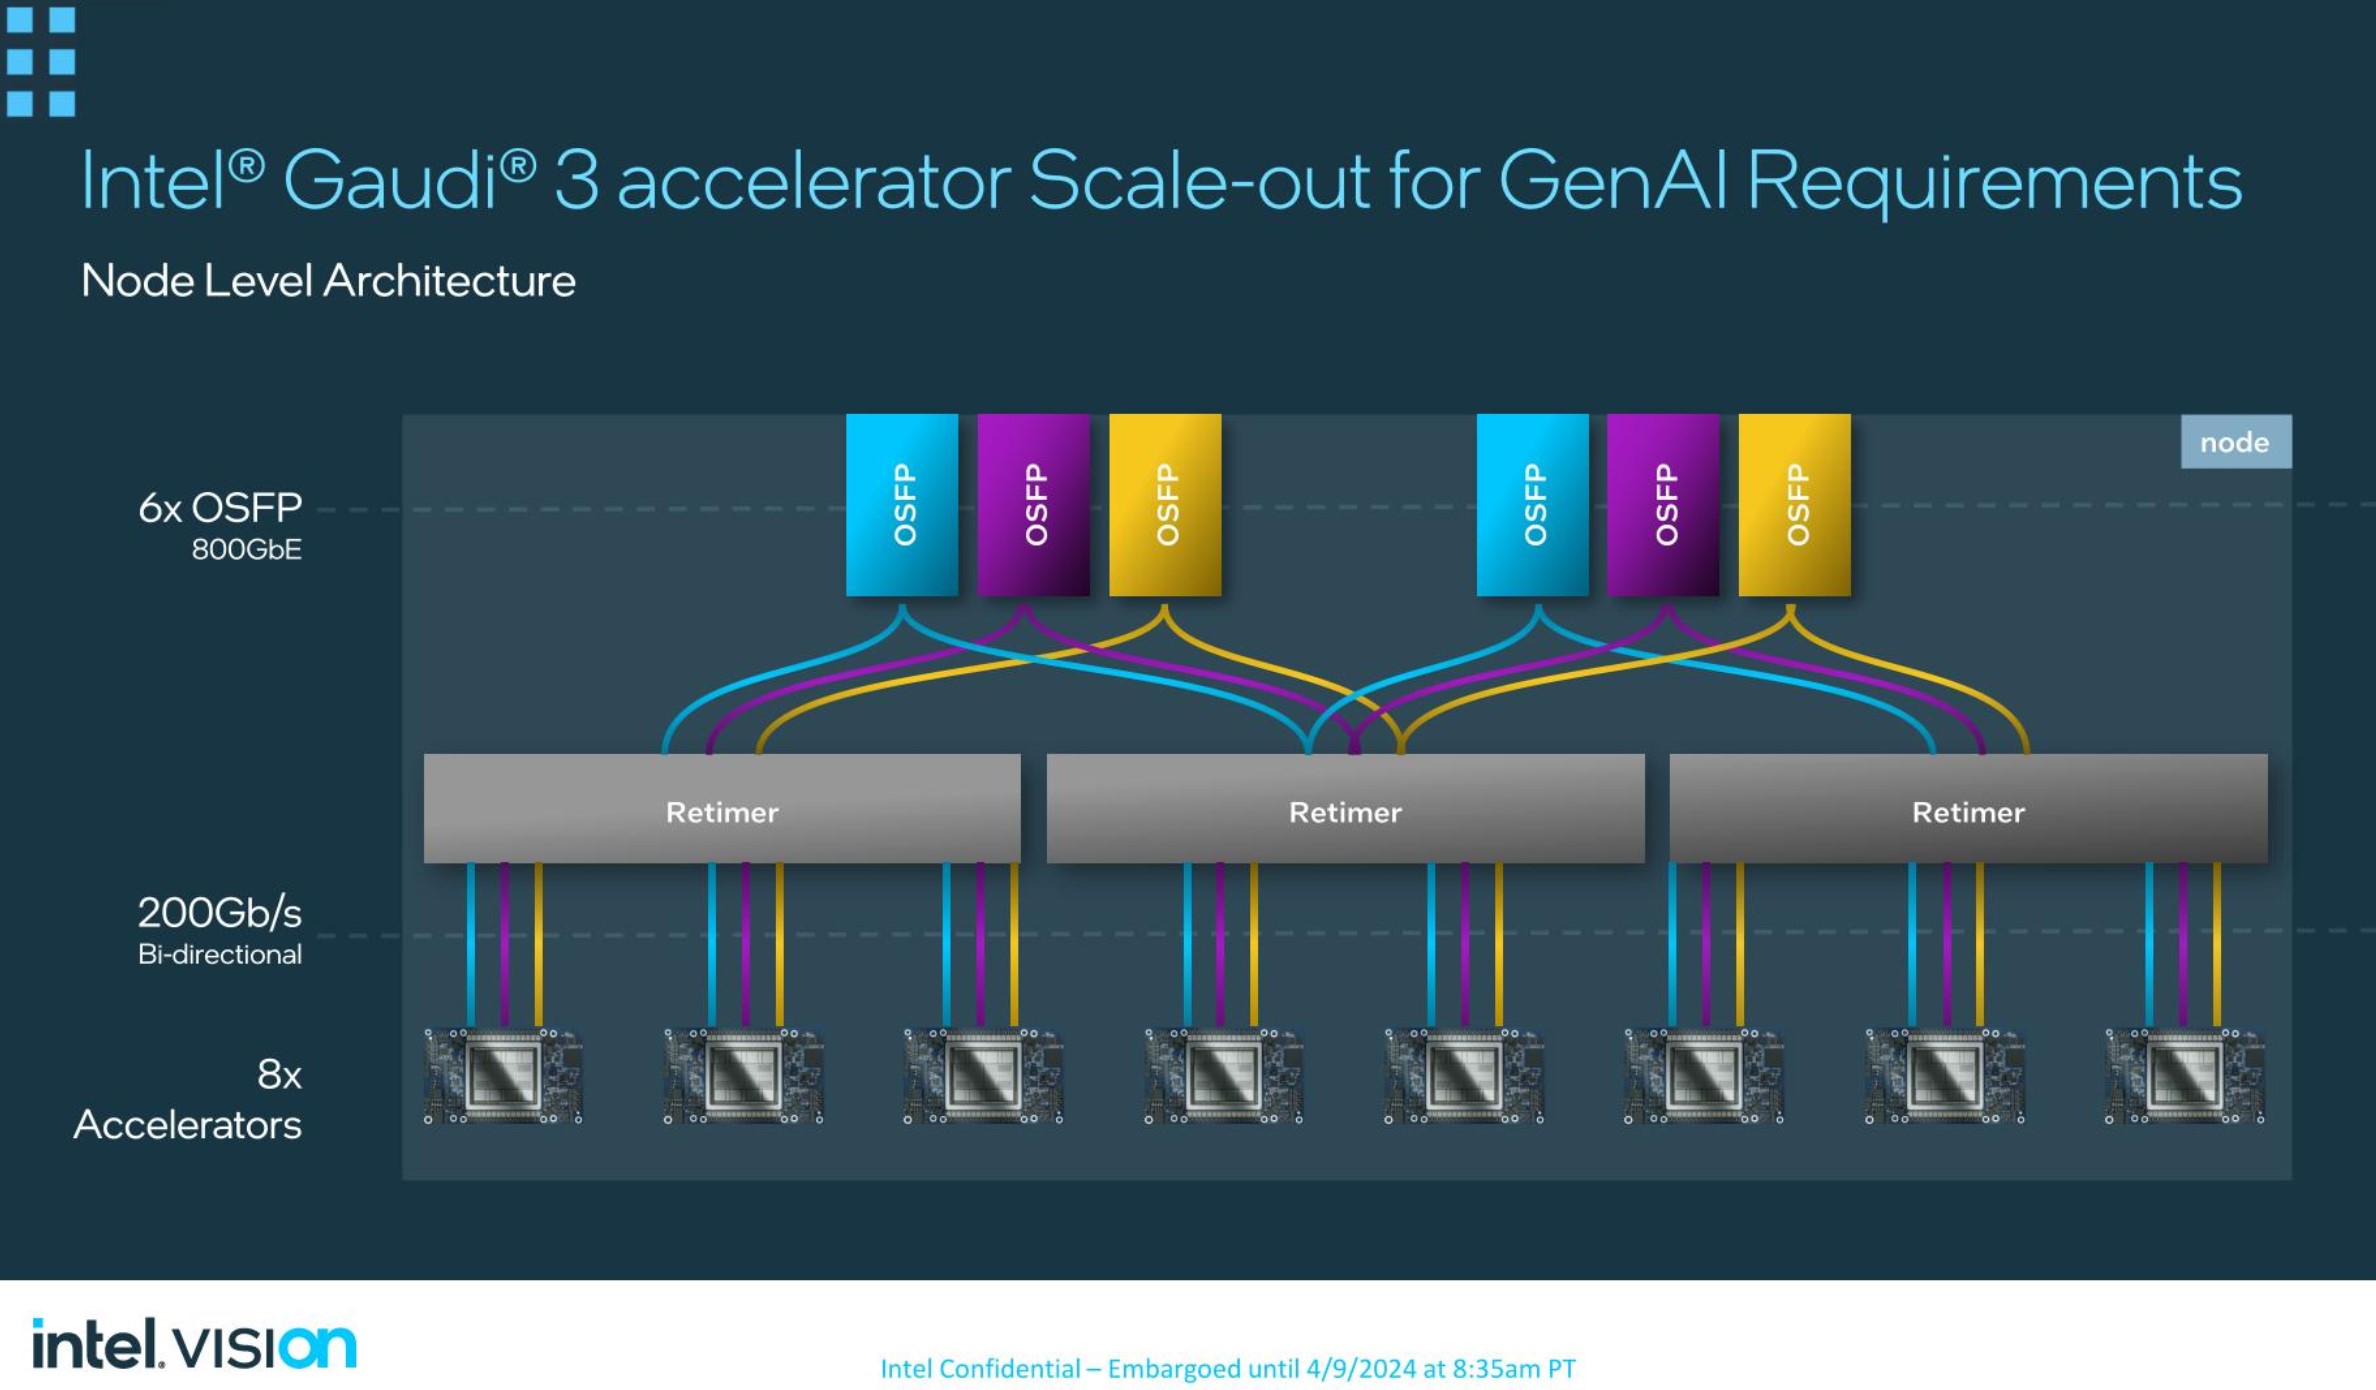 Intel® Gaudi® 3 accelerator Scale-out for GenAI Requirements
Node Level Architecture
node
6x OSFP
800GbE
OSFP
OSFP
OSFP
OSFP
OSFP
OSFP
Retimer
Retimer
Retimer
200Gb/s
Bi-directional
8x
Accelerators
intel. VISION
Intel Confidential – Embargoed until 4/9/2024 at 8:35am PT